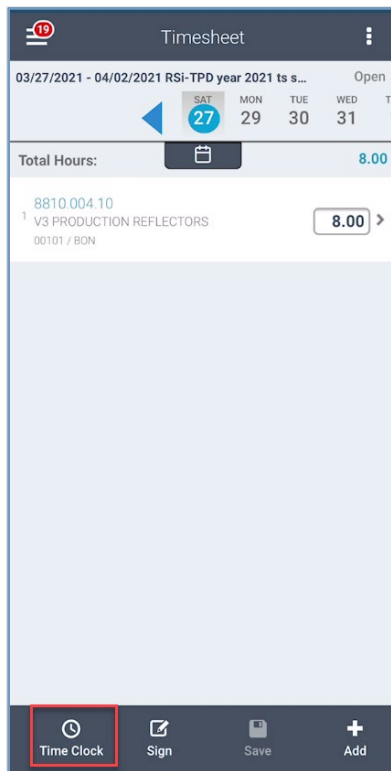 19
Timesheet
03/27/2021 - 04/02/2021 RSi-TPD year 2021 ts s... Open
SAT MON TUE WED T
27 29 30 31
Total Hours: 8.00
8810.004.10
1 V3 PRODUCTION REFLECTORS 8.00
00101 / BON
Time Clock Sign Save Add